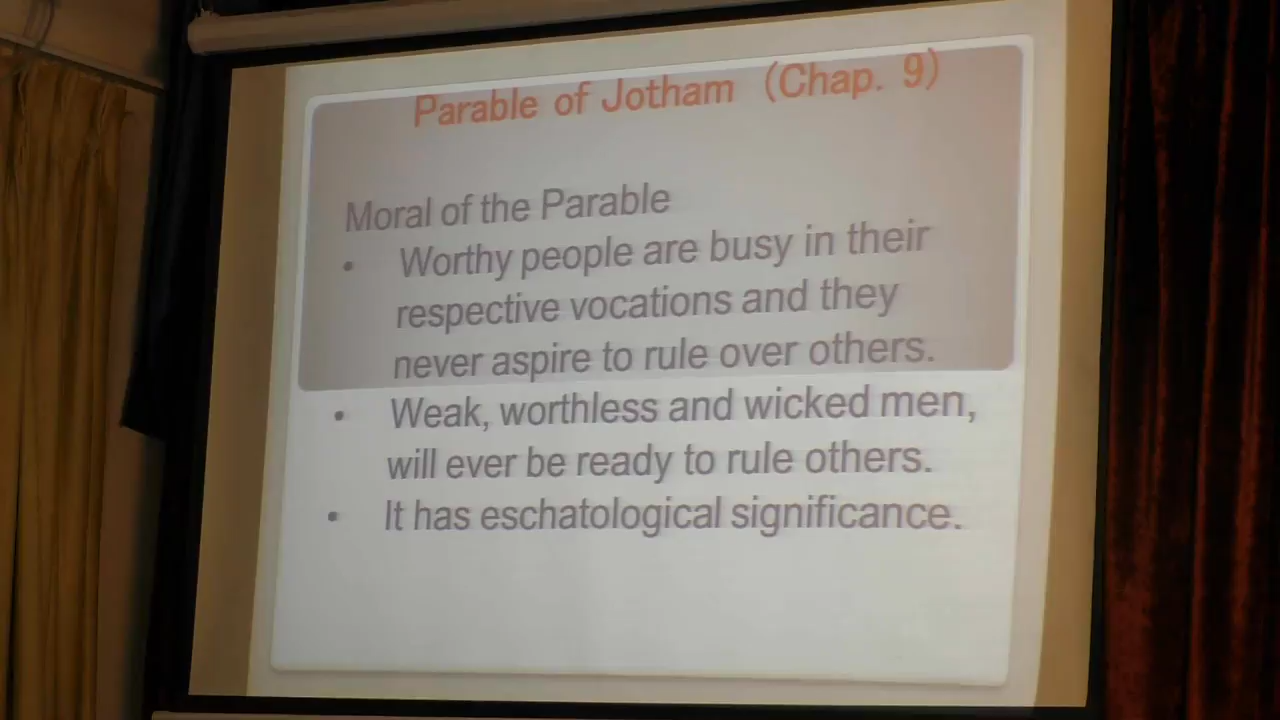 Parable of Jotham (Chap. 9)
Moral of the Parable
• Worthy people are busy in their
respective vocations and they
never aspire to rule over others.
• Weak, worthless and wicked men,
will ever be ready to rule others.
• It has eschatological significance.